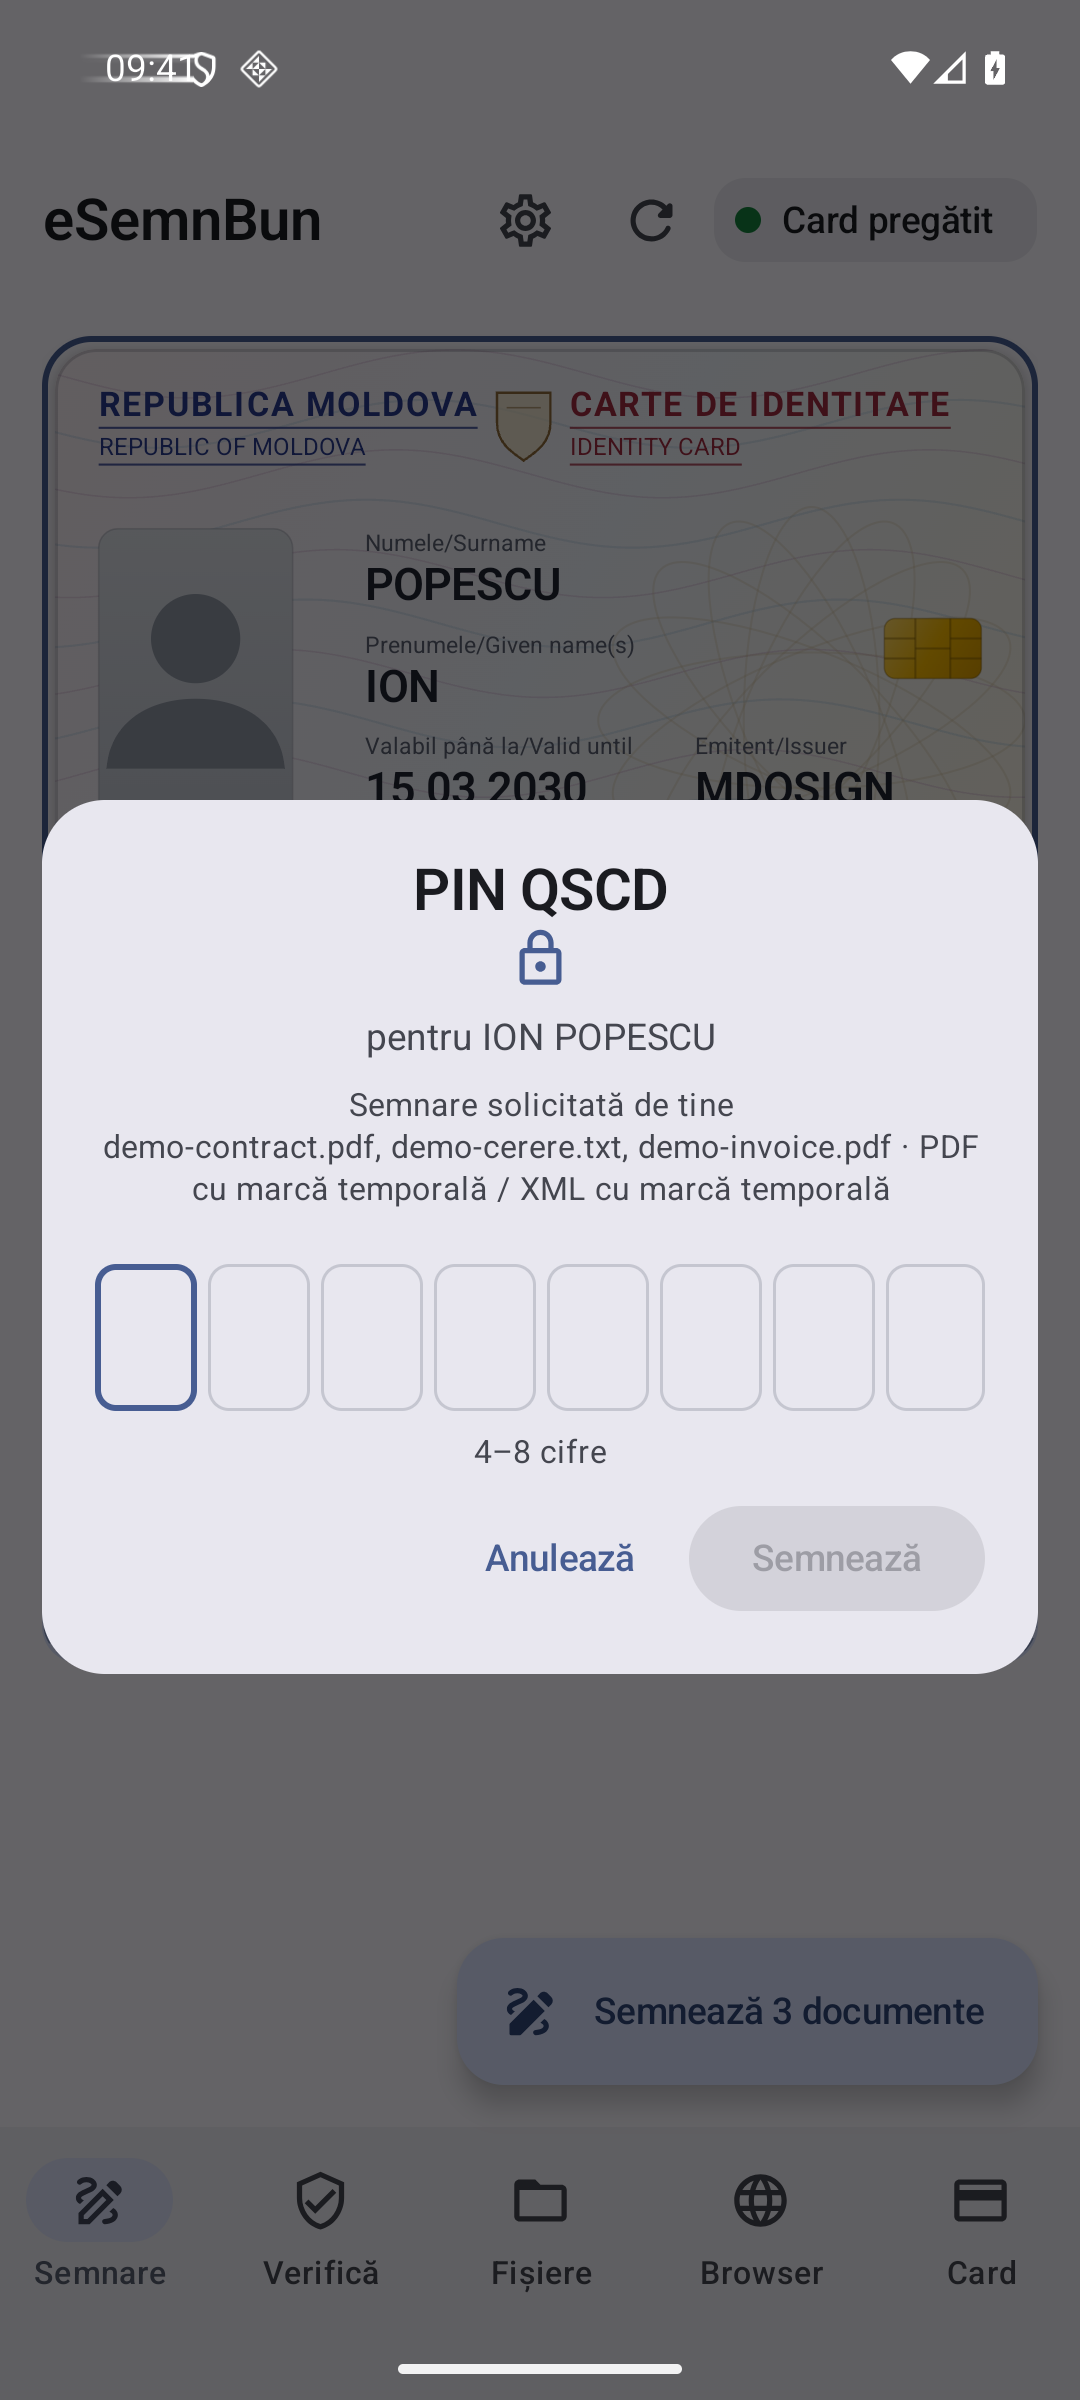 09:41
eSemnBun
Card pregătit
REPUBLICA MOLDOVA
CARTE DE IDENTITATE
REPUBLIC OF MOLDOVA
IDENTITY CARD
Numele/Surname
POPESCU
Prenumele/Given name(s)
ION
Valabil până la/Valid until
Emitent/Issuer
15 03 2030
MDOSIGN
PIN QSCD
pentru ION POPESCU
Semnare solicitată de tine
demo-contract.pdf, demo-cerere.txt, demo-invoice.pdf · PDF
cu marcă temporală / XML cu marcă temporală
4–8 cifre
Anulează
Semnează
Semnează 3 documente
Semnare
Verifică
Fișiere
Browser
Card